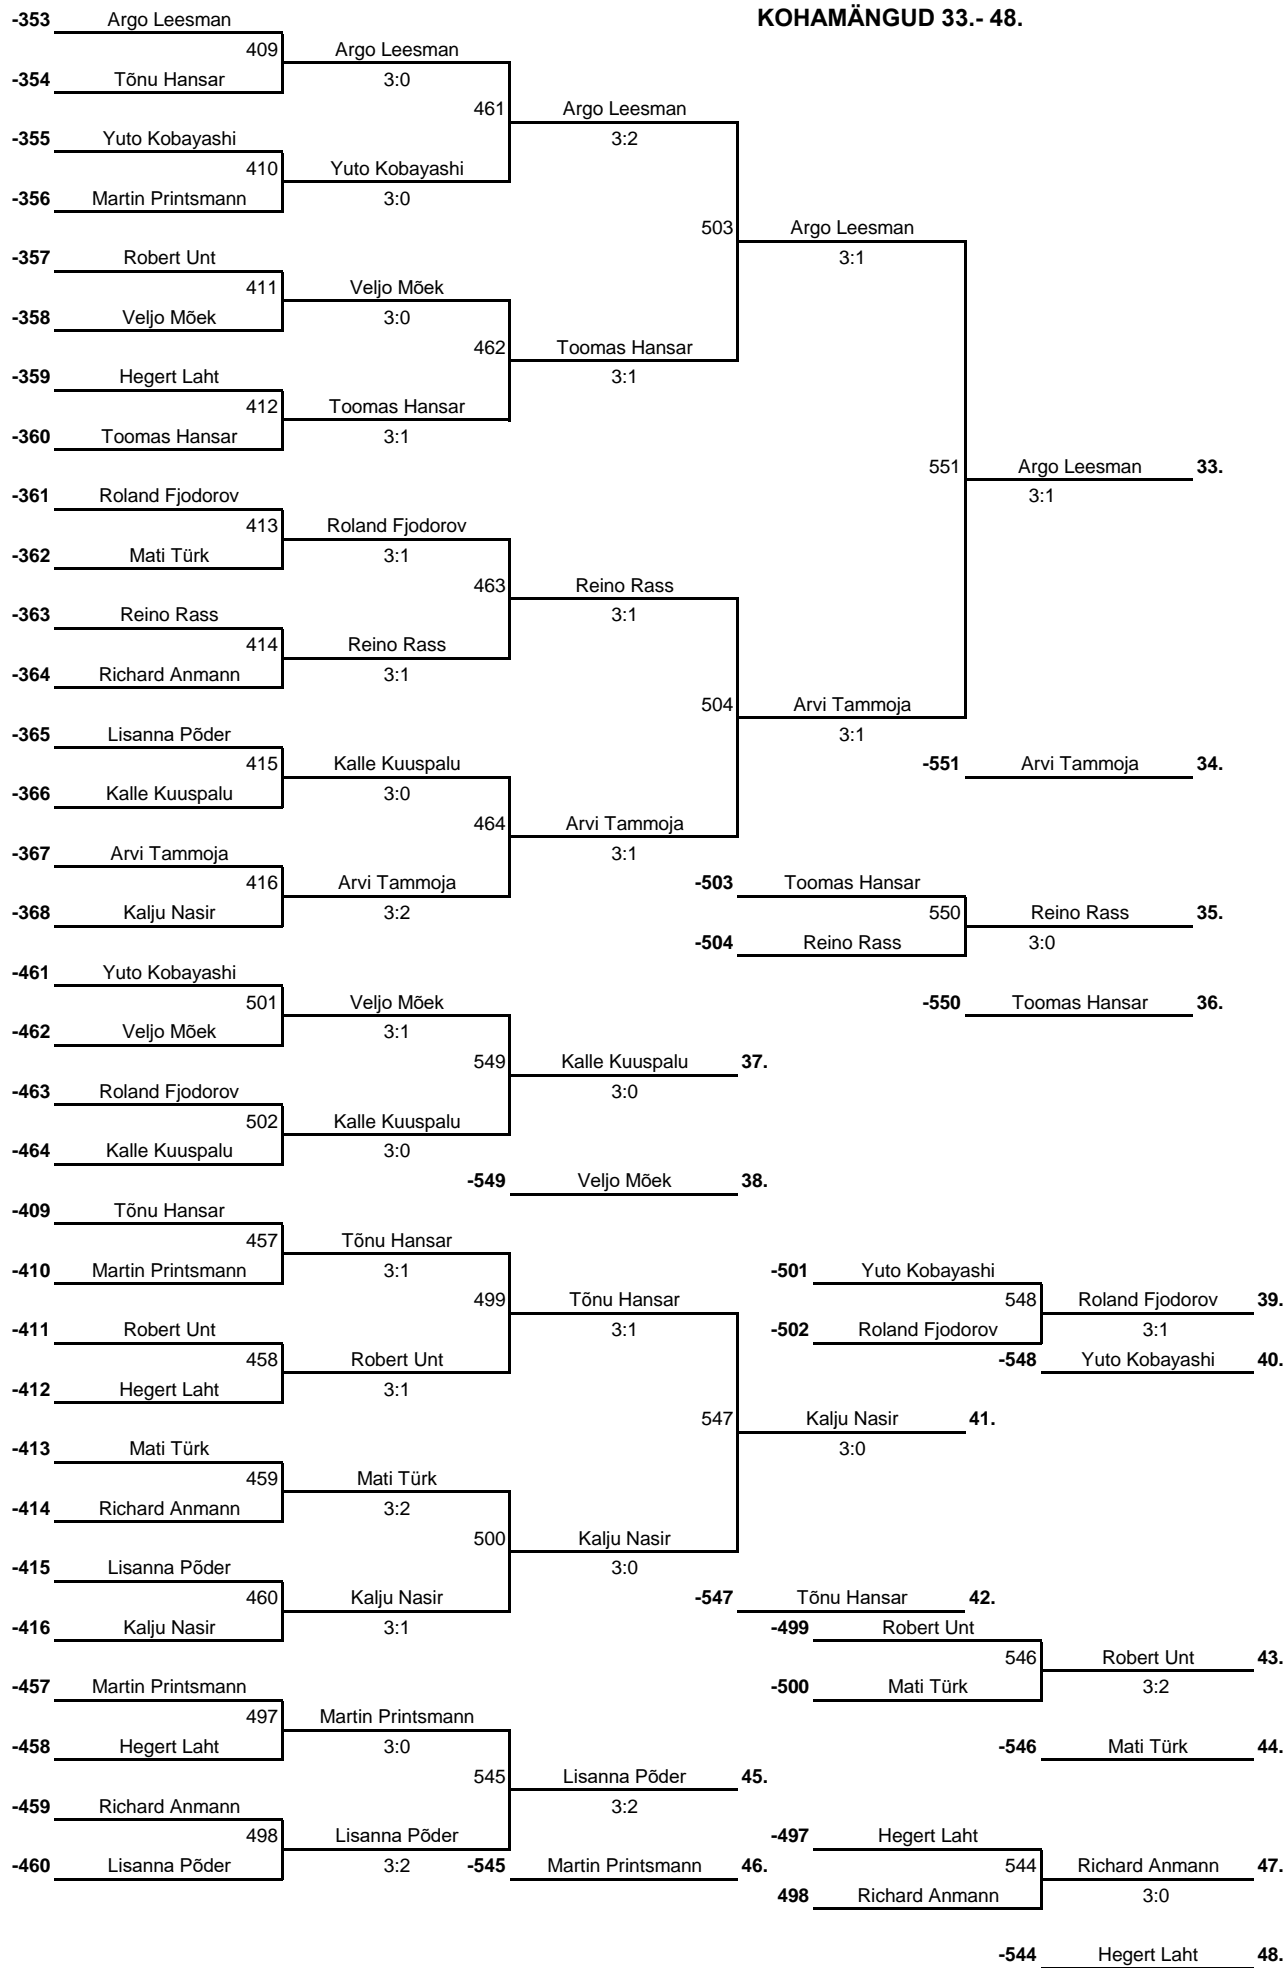 KOHAMÄNGUD 33.- 48.
-353 Argo Leesman
409 Argo Leesman
-354 Tõnu Hansar 3:0
461 Argo Leesman
-355 Yuto Kobayashi 3:2
410 Yuto Kobayashi
-356 Martin Printsmann 3:0
503 Argo Leesman
-357 Robert Unt 3:1
411 Veljo Mõek
-358 Veljo Mõek 3:0
462 Toomas Hansar
-359 Hegert Laht 3:1
412 Toomas Hansar
-360 Toomas Hansar 3:1
551 Argo Leesman 33.
-361 Roland Fjodorov 3:1
413 Roland Fjodorov
-362 Mati Türk 3:1
463 Reino Rass
-363 Reino Rass 3:1
414 Reino Rass
-364 Richard Anmann 3:1
504 Arvi Tammoja
-365 Lisanna Põder 3:1
415 Kalle Kuuspalu -551 Arvi Tammoja 34.
-366 Kalle Kuuspalu 3:0
464 Arvi Tammoja
-367 Arvi Tammoja 3:1
416 Arvi Tammoja -503 Toomas Hansar
-368 Kalju Nasir 3:2 550 Reino Rass 35.
-504 Reino Rass 3:0
-461 Yuto Kobayashi
501 Veljo Mõek -550 Toomas Hansar 36.
-462 Veljo Mõek 3:1
549 Kalle Kuuspalu 37.
-463 Roland Fjodorov 3:0
502 Kalle Kuuspalu
-464 Kalle Kuuspalu 3:0
-549 Veljo Mõek 38.
-409 Tõnu Hansar
457 Tõnu Hansar
-410 Martin Printsmann 3:1 -501 Yuto Kobayashi
499 Tõnu Hansar 548 Roland Fjodorov 39.
-411 Robert Unt 3:1 -502 Roland Fjodorov 3:1
458 Robert Unt -548 Yuto Kobayashi 40.
-412 Hegert Laht 3:1
547 Kalju Nasir 41.
-413 Mati Türk 3:0
459 Mati Türk
-414 Richard Anmann 3:2
500 Kalju Nasir
-415 Lisanna Põder 3:0
460 Kalju Nasir -547 Tõnu Hansar 42.
-416 Kalju Nasir 3:1 -499 Robert Unt
546 Robert Unt 43.
-457 Martin Printsmann -500 Mati Türk 3:2
497 Martin Printsmann
-458 Hegert Laht 3:0 -546 Mati Türk 44.
545 Lisanna Põder 45.
-459 Richard Anmann 3:2
498 Lisanna Põder -497 Hegert Laht
-460 Lisanna Põder 3:2 -545 Martin Printsmann 46. 544 Richard Anmann 47.
498 Richard Anmann 3:0
-544 Hegert Laht 48.